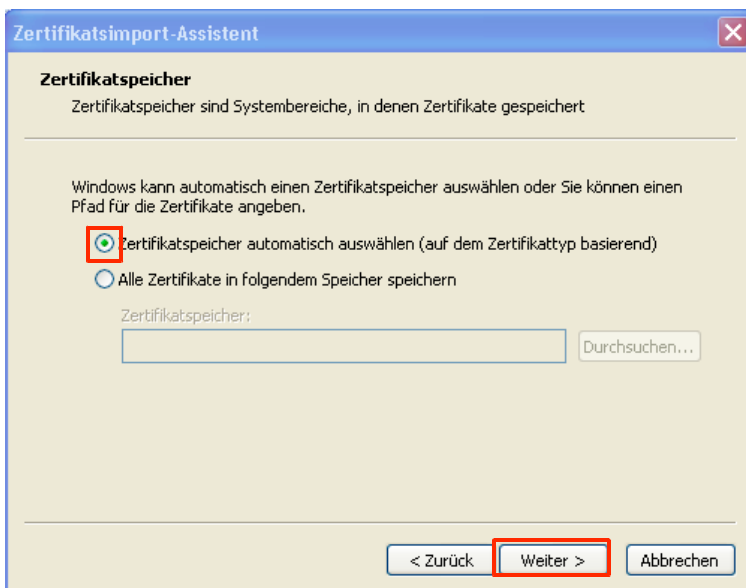 Zertifikatsimport-Assistent
Zertifikatspeicher
Zertifikatspeicher sind Systembereiche, in denen Zertifikate gespeichert
Windows kann automatisch einen Zertifikatspeicher auswählen oder Sie können einen
Pfad für die Zertifikate angeben.
Zertifikatspeicher automatisch auswählen (auf dem Zertifikattyp basierend)
Alle Zertifikate in folgendem Speicher speichern
Zertifikatspeicher:
Durchsuchen...
< Zurück Weiter > Abbrechen